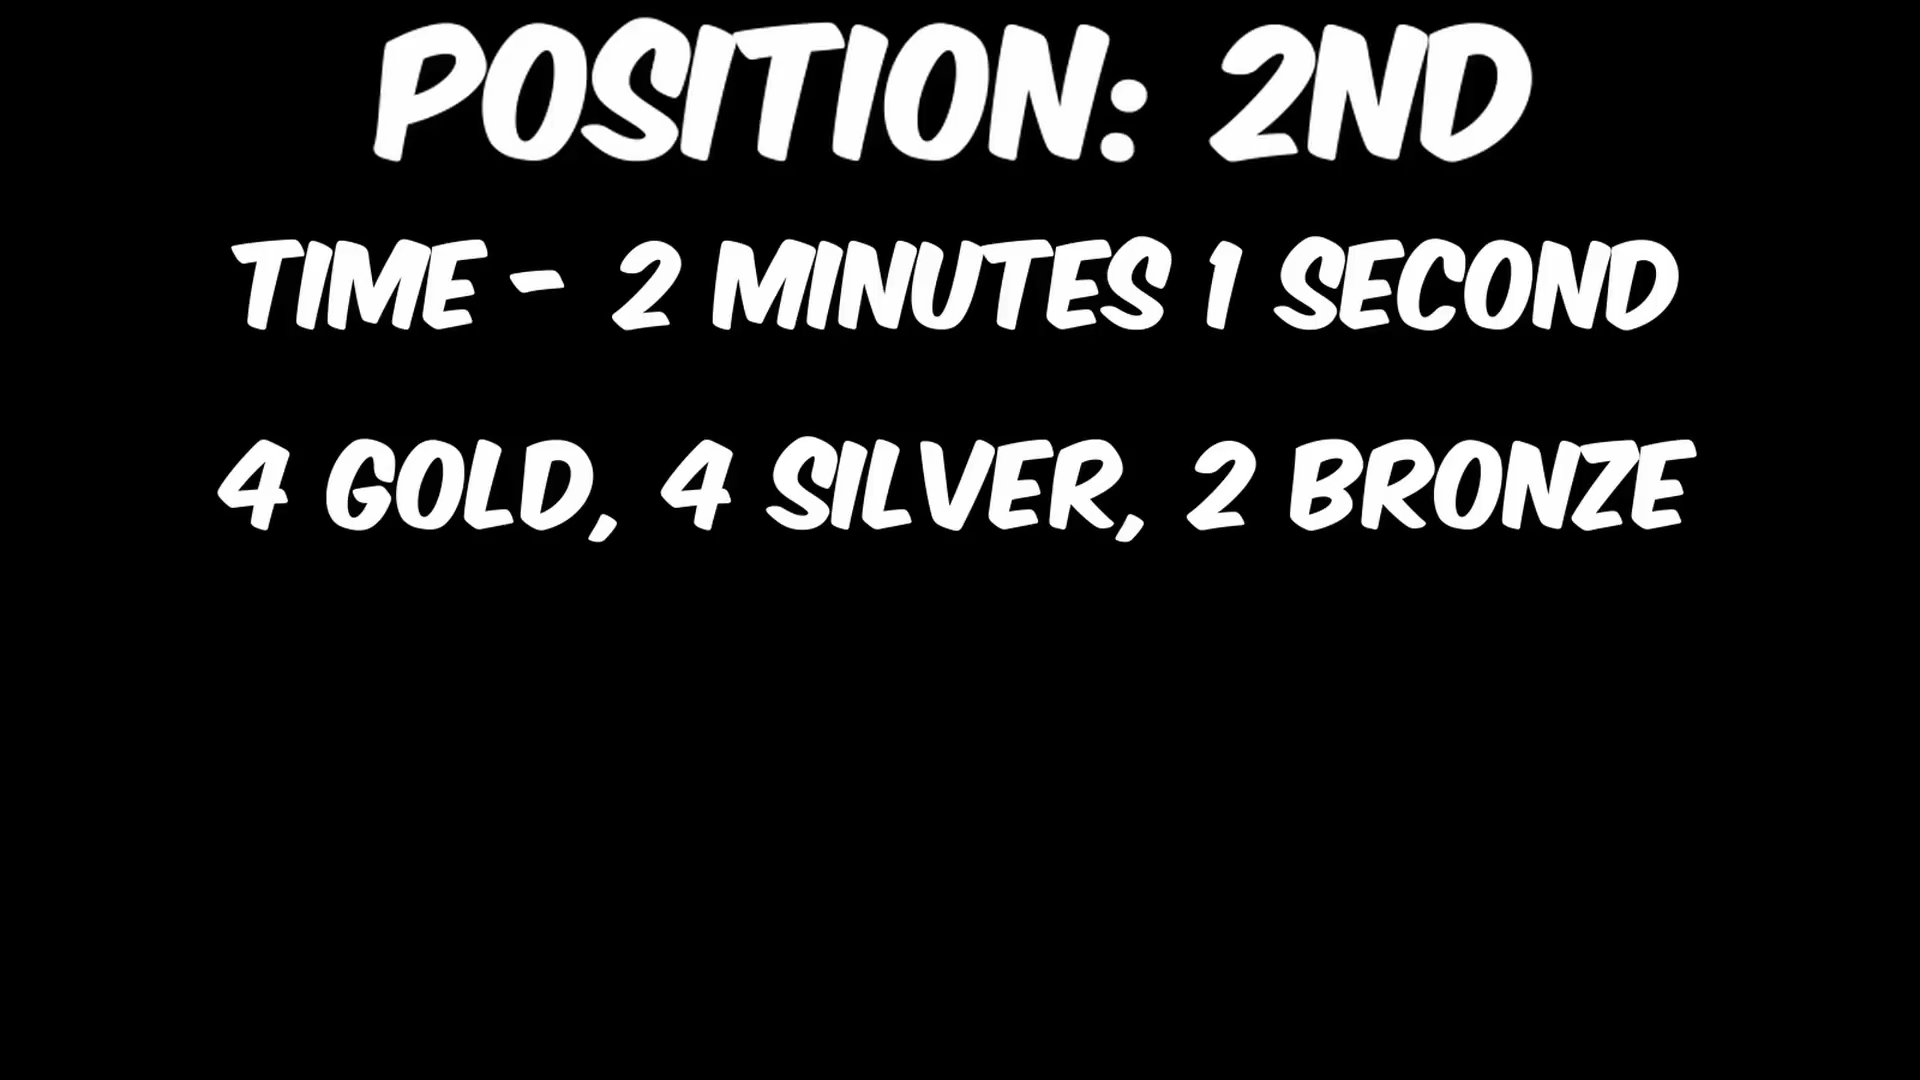 POSITION: 2ND
TIME - 2 MINUTES 1 SECOND
4 GOLD, 4 SILVER, 2 BRONZE